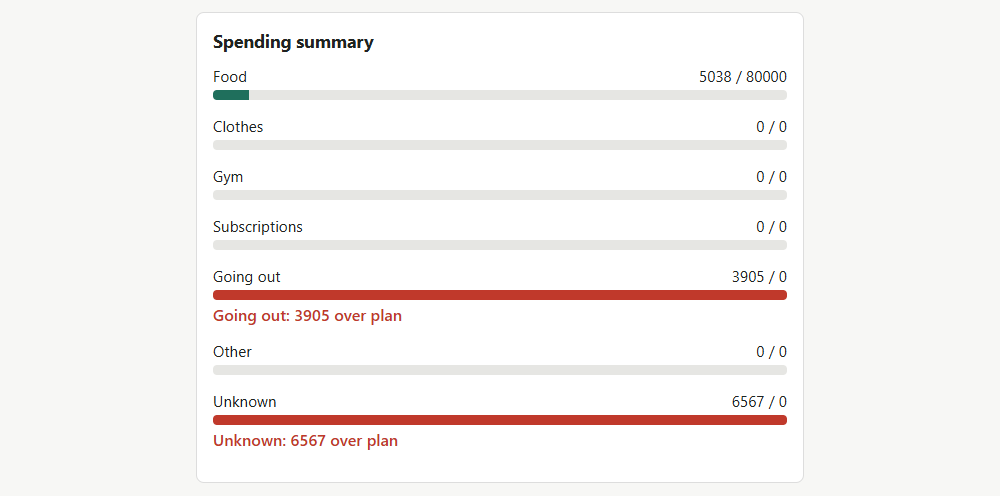 Spending summary
Food 5038 / 80000
Clothes 0 / 0
Gym 0 / 0
Subscriptions 0 / 0
Going out 3905 / 0
Going out: 3905 over plan
Other 0 / 0
Unknown 6567 / 0
Unknown: 6567 over plan